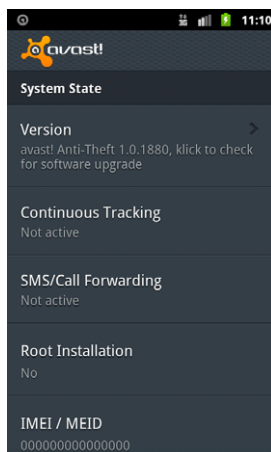 11:10
avast!
System State
Version
avast! Anti-Theft 1.0.1880, klick to check
for software upgrade
Continuous Tracking
Not active
SMS/Call Forwarding
Not active
Root Installation
No
IMEI / MEID
000000000000000